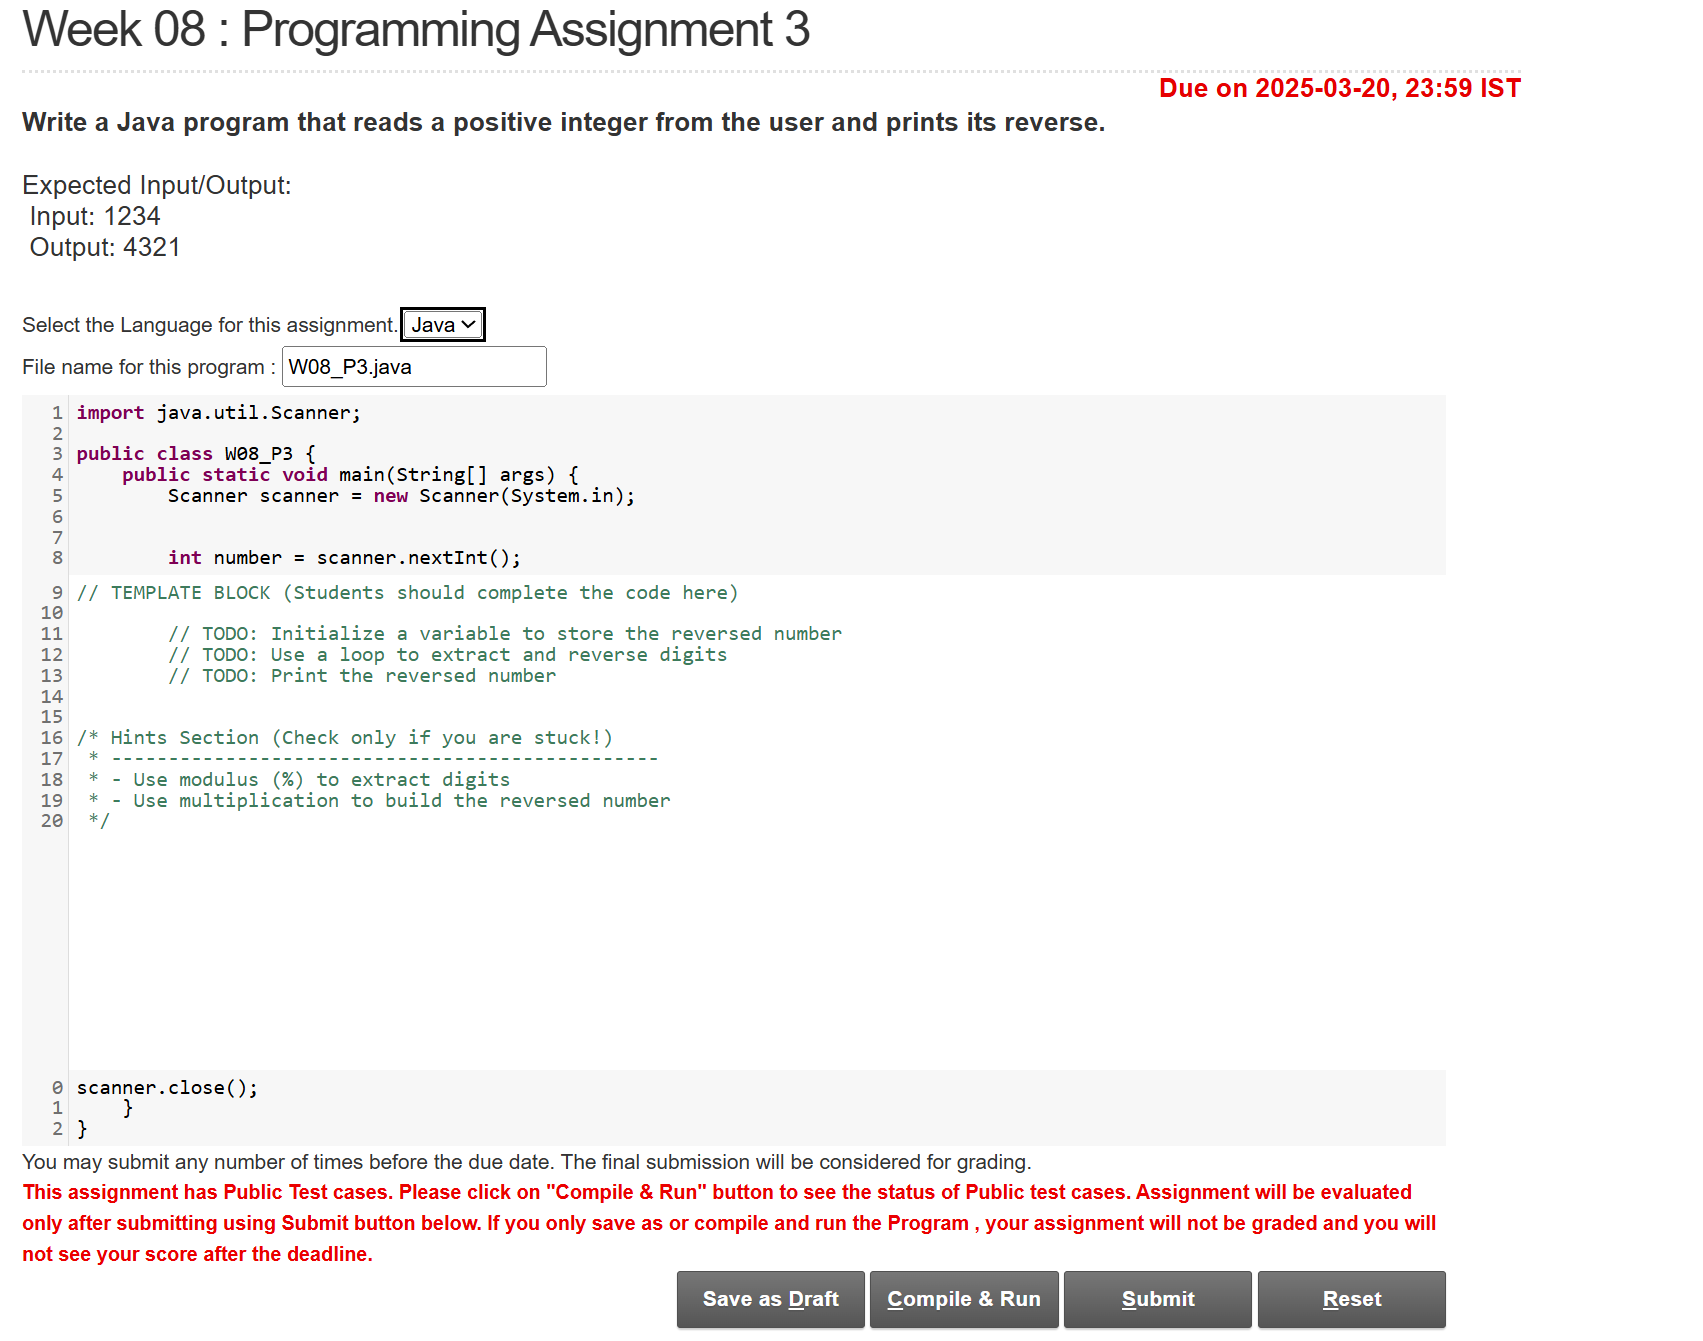 Week 08 : Programming Assignment 3
Due on 2025-03-20, 23:59 IST
Write a Java program that reads a positive integer from the user and prints its reverse.
Expected Input/Output:
Input: 1234
Output: 4321
Select the Language for this assignment. Java
File name for this program : W08_P3.java
1 import java.util.Scanner;
2
3 public class W08_P3 {
4     public static void main(String[] args) {
5         Scanner scanner = new Scanner(System.in);
6
7
8         int number = scanner.nextInt();
9 // TEMPLATE BLOCK (Students should complete the code here)
10
11         // TODO: Initialize a variable to store the reversed number
12         // TODO: Use a loop to extract and reverse digits
13         // TODO: Print the reversed number
14
15
16 /* Hints Section (Check only if you are stuck!)
17  * ------------------------------------------------
18  * - Use modulus (%) to extract digits
19  * - Use multiplication to build the reversed number
20  */
0 scanner.close();
1     }
2 }
You may submit any number of times before the due date. The final submission will be considered for grading.
This assignment has Public Test cases. Please click on "Compile & Run" button to see the status of Public test cases. Assignment will be evaluated
only after submitting using Submit button below. If you only save as or compile and run the Program , your assignment will not be graded and you will
not see your score after the deadline.
Save as Draft Compile & Run Submit Reset